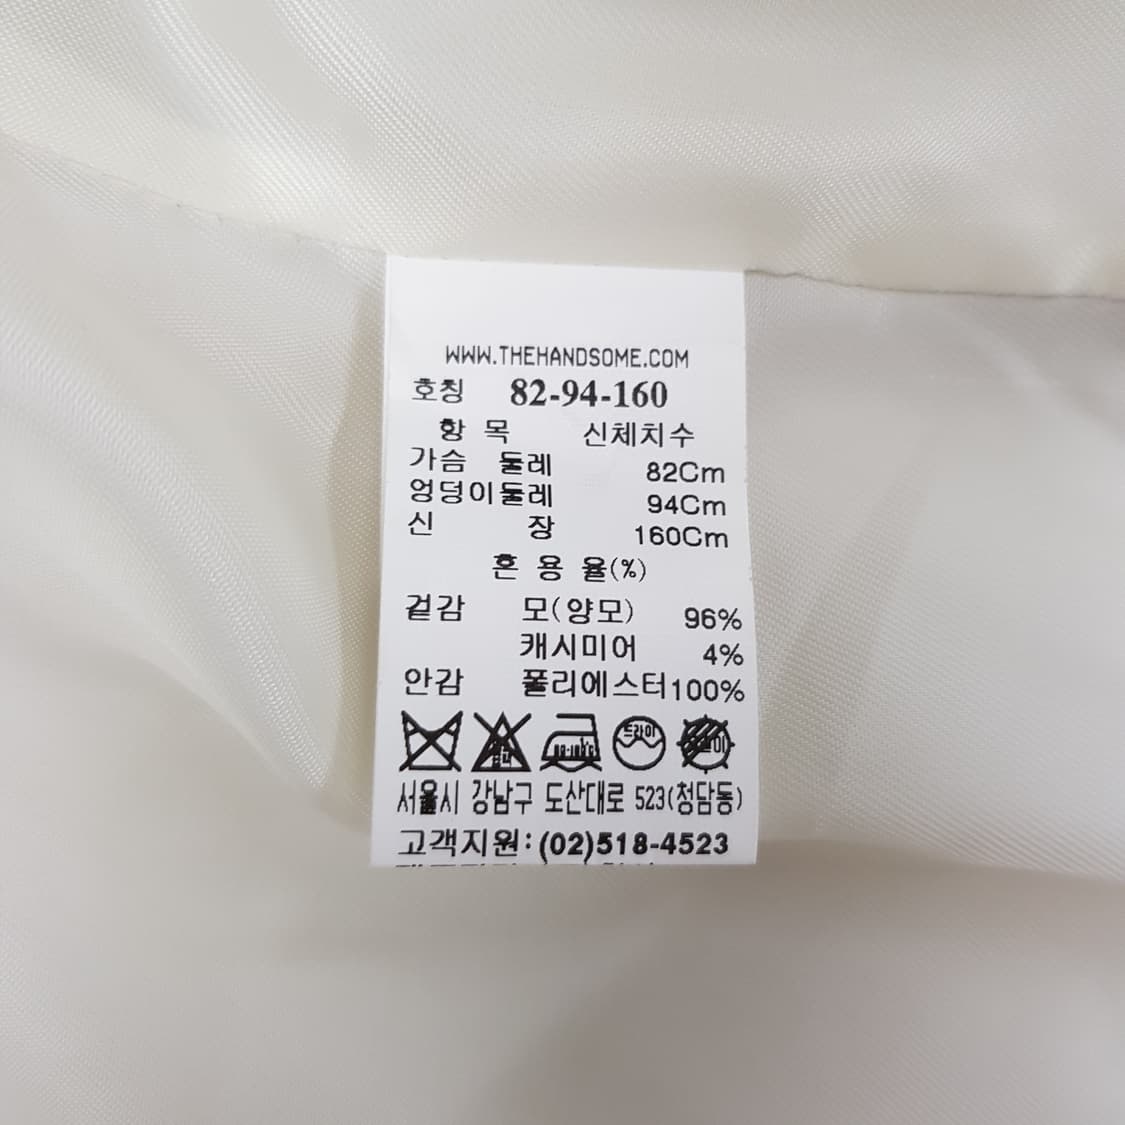 WWW.THEHANDSOME.COM
호칭 82-94-160
항 목 신체치수
가슴 둘레 82Cm
엉덩이둘레 94Cm
신 장 160Cm
혼 용 율(%)
겉감 모(양모) 96%
캐시미어 4%
안감 폴리에스터100%
드라이
서울시 강남구 도산대로 523(청담동)
고객지원:(02)518-4523